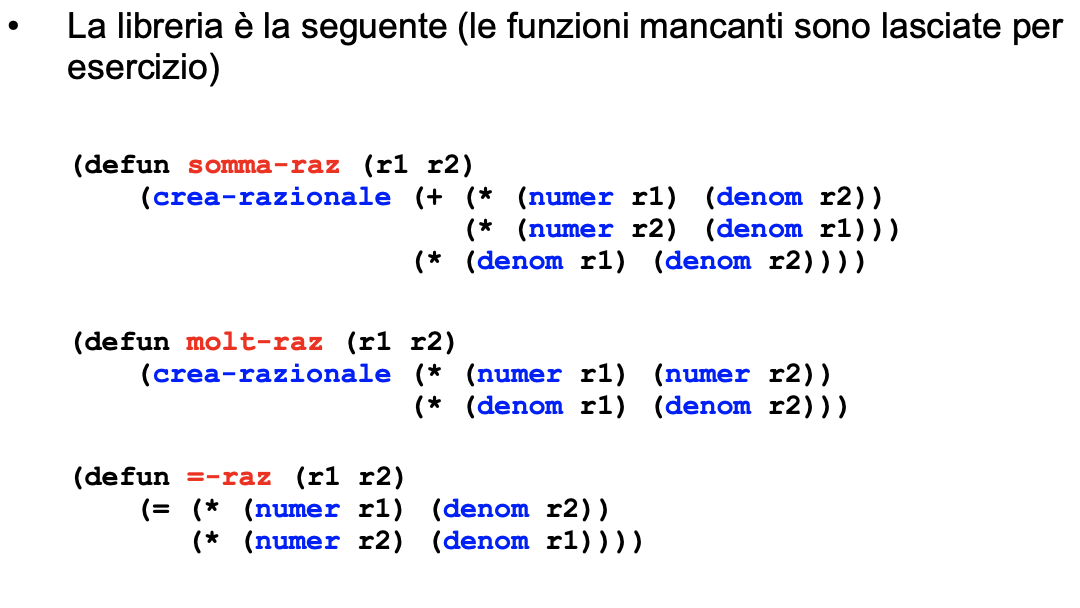 • La libreria è la seguente (le funzioni mancanti sono lasciate per
esercizio)
(defun somma-raz (r1 r2)
(crea-razionale (+ (* (numer r1) (denom r2))
(* (numer r2) (denom r1)))
(* (denom r1) (denom r2))))
(defun molt-raz (r1 r2)
(crea-razionale (* (numer r1) (numer r2))
(* (denom r1) (denom r2)))
(defun =-raz (r1 r2)
(= (* (numer r1) (denom r2))
(* (numer r2) (denom r1))))